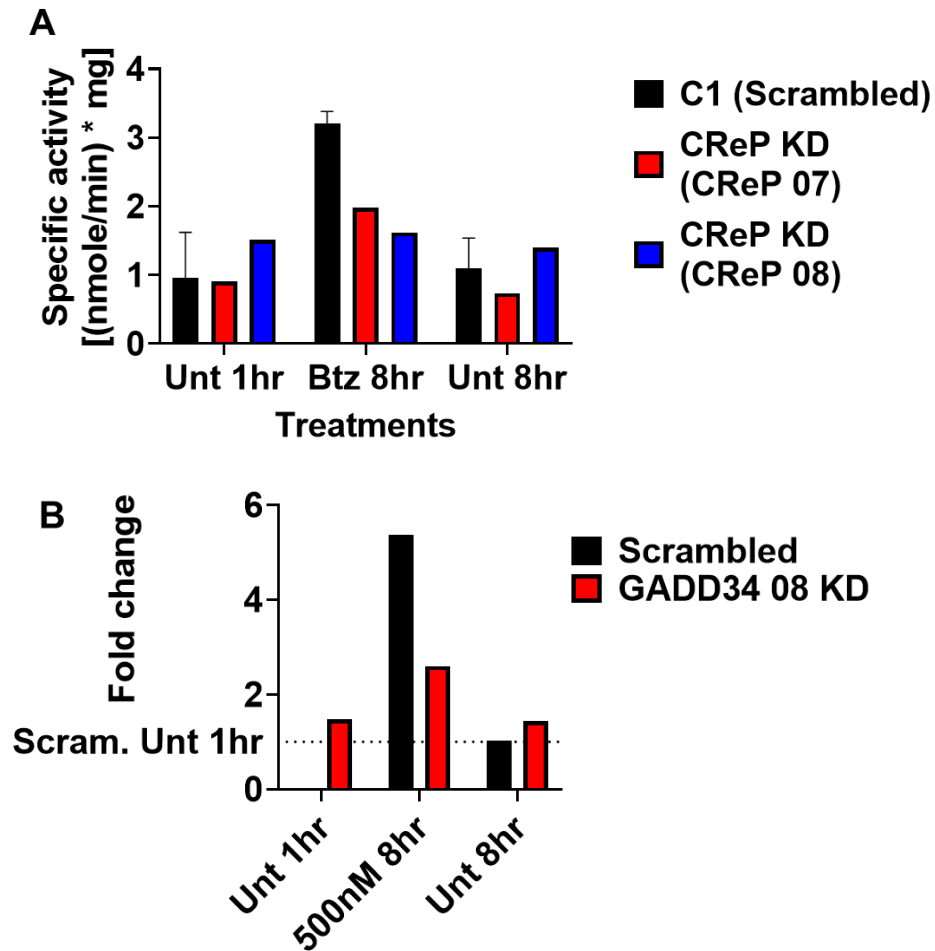 A
Specific activity
[(nmole/min) * mg]
4
3
2
1
0
Unt 1hr
Btz 8hr
Unt 8hr
Treatments
C1 (Scrambled)
CReP KD
(CReP 07)
CReP KD
(CReP 08)
B
Fold change
6
4
2
Scram. Unt 1hr
0
Unt 1hr
500nM 8hr
Unt 8hr
Scrambled
GADD34 08 KD